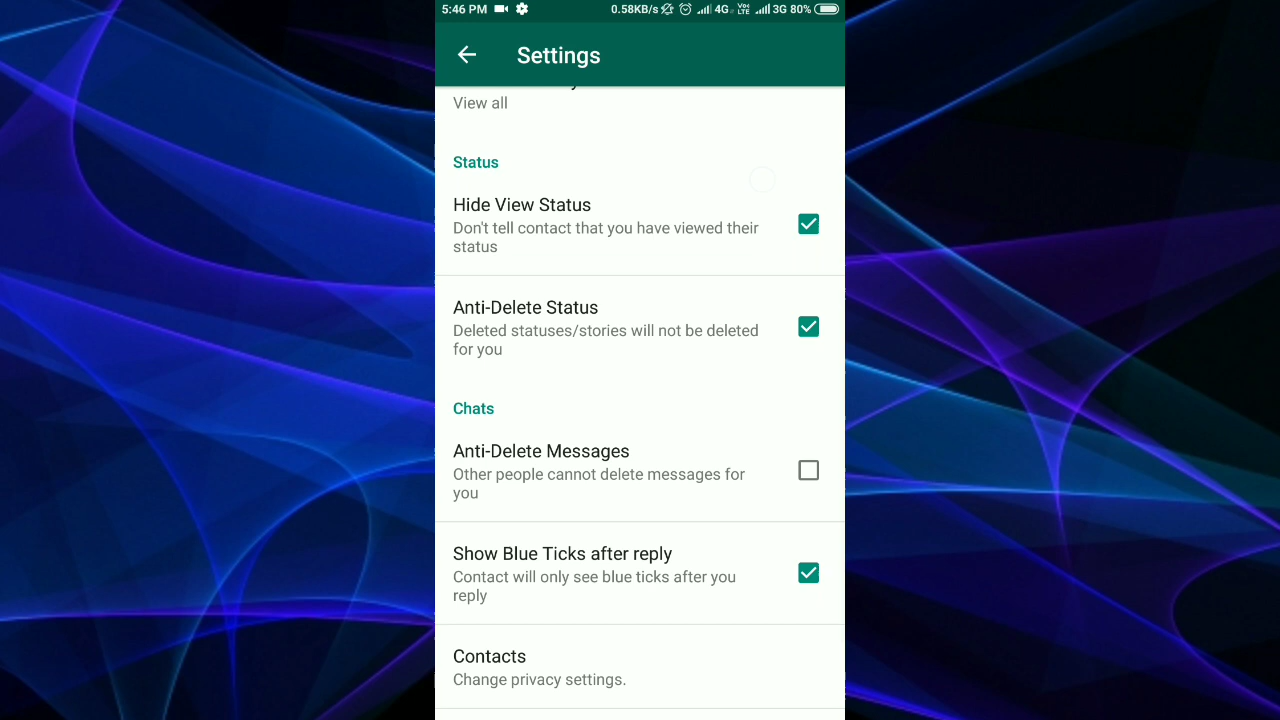 5:46 PM 0.58KB/s 4G VoLTE 3G 80%
Settings
View all
Status
Hide View Status
Don't tell contact that you have viewed their
status
Anti-Delete Status
Deleted statuses/stories will not be deleted
for you
Chats
Anti-Delete Messages
Other people cannot delete messages for
you
Show Blue Ticks after reply
Contact will only see blue ticks after you
reply
Contacts
Change privacy settings.